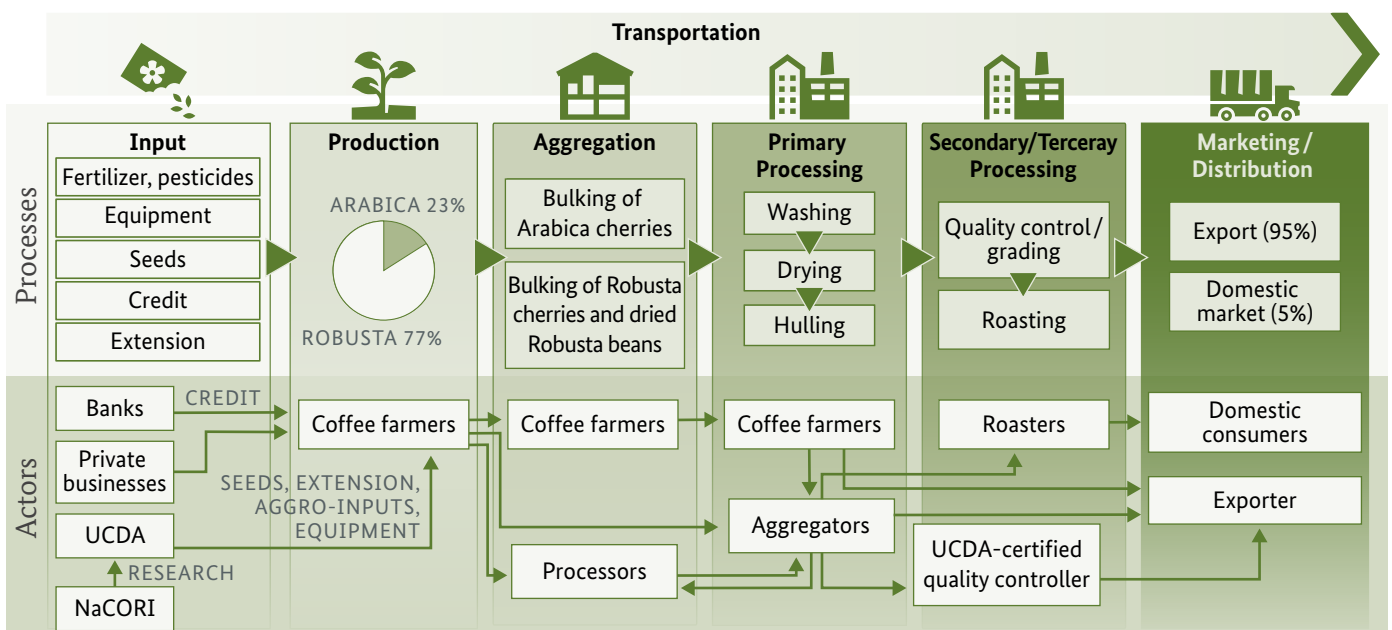 Transportation
Processes
Input
Fertilizer, pesticides
Equipment
Seeds
Credit
Extension
Production
ARABICA 23%
ROBUSTA 77%
Aggregation
Bulking of
Arabica cherries
Bulking of Robusta
cherries and dried
Robusta beans
Primary
Processing
Washing
Drying
Hulling
Secondary/Terceray
Processing
Quality control/
grading
Roasting
Marketing/
Distribution
Export (95%)
Domestic
market (5%)
Actors
Banks
CREDIT
Private
businesses
UCDA
RESEARCH
NaCORI
Coffee farmers
SEEDS, EXTENSION,
AGGRO-INPUTS,
EQUIPMENT
Coffee farmers
Processors
Coffee farmers
Aggregators
Roasters
UCDA-certified
quality controller
Domestic
consumers
Exporter